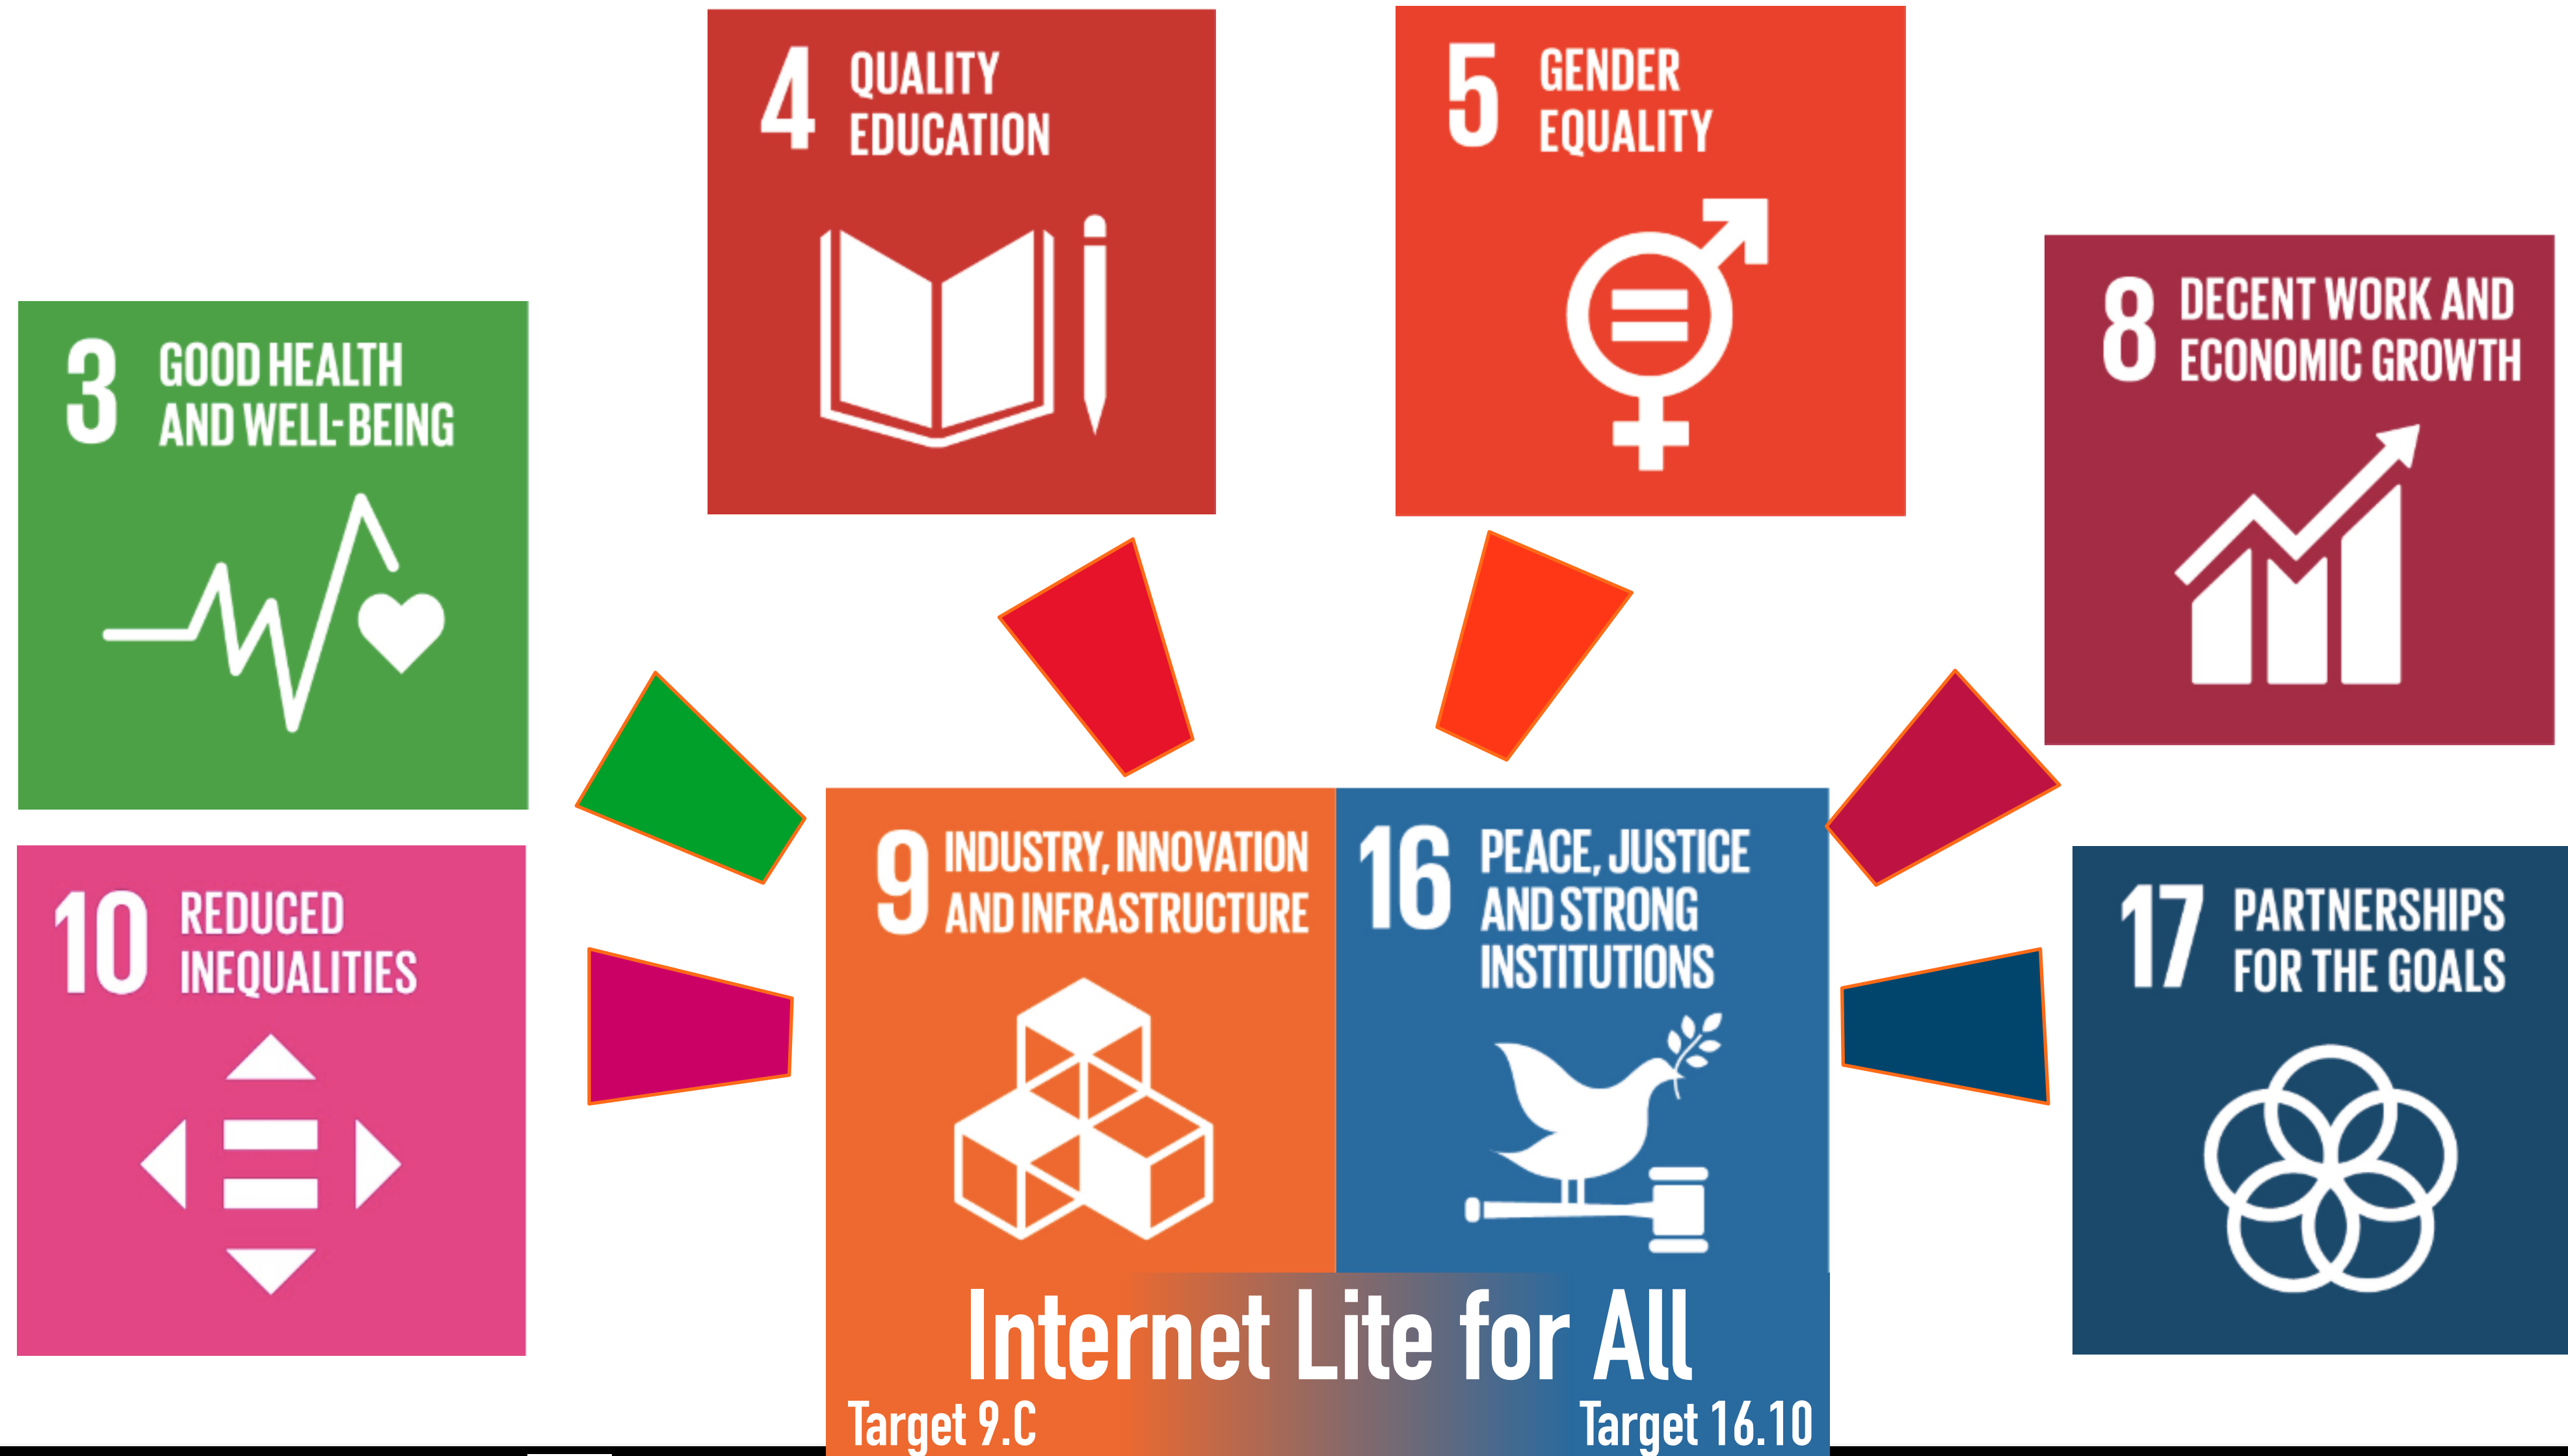 4 QUALITY
EDUCATION
5 GENDER
EQUALITY
3 GOOD HEALTH
AND WELL-BEING
8 DECENT WORK AND
ECONOMIC GROWTH
10 REDUCED
INEQUALITIES
9 INDUSTRY, INNOVATION
AND INFRASTRUCTURE
16 PEACE, JUSTICE
AND STRONG
INSTITUTIONS
17 PARTNERSHIPS
FOR THE GOALS
Internet Lite for All
Target 9.C
Target 16.10